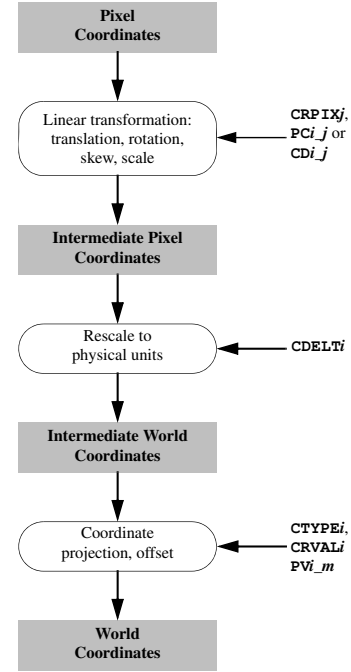 Pixel
Coordinates
Linear transformation:
translation, rotation,
skew, scale
CRPIXj,
PCi_j or
CDi_j
Intermediate Pixel
Coordinates
Rescale to
physical units
CDELTi
Intermediate World
Coordinates
Coordinate
projection, offset
CTYPEi,
CRVALi
PVi_m
World
Coordinates